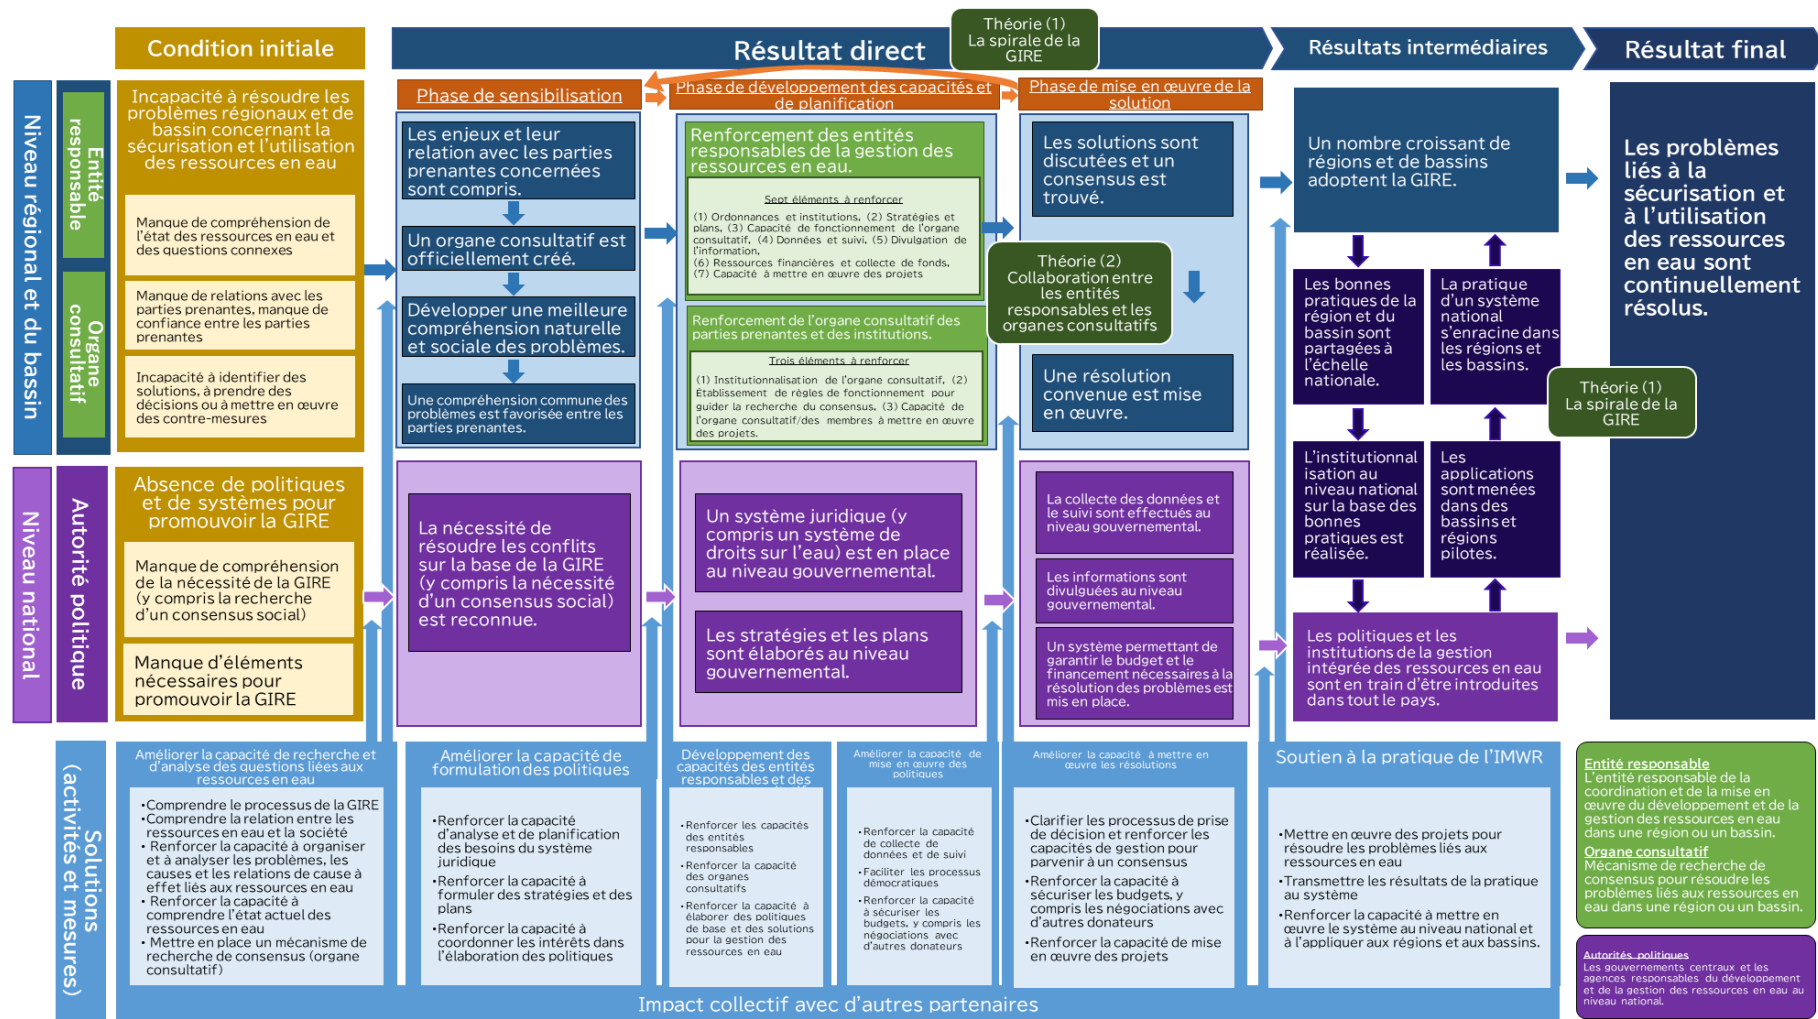 Théorie (1)
La spirale de la
GIRE
Condition initiale
Résultat direct
Résultats intermédiaires
Résultat final
Niveau régional et du bassin
Entité
responsable
Organe
consultatif
Incapacité à résoudre les
problèmes régionaux et de
bassin concernant la
sécurisation et l'utilisation
des ressources en eau
Manque de compréhension de
l'état des ressources en eau et
des questions connexes
Manque de relations avec les
parties prenantes, manque de
confiance entre les parties
prenantes
Incapacité à identifier des
solutions, à prendre des
décisions ou à mettre en œuvre
des contre-mesures
Phase de sensibilisation
Les enjeux et leur
relation avec les parties
prenantes concernées
sont compris.
Un organe consultatif est
officiellement créé.
Développer une meilleure
compréhension naturelle
et sociale des problèmes.
Une compréhension commune des
problèmes est favorisée entre les
parties prenantes.
Phase de développement des capacités et
de planification
Renforcement des entités
responsables de la gestion des
ressources en eau.
Sept éléments à renforcer
(1) Ordonnances et institutions, (2) Stratégies et
plans, (3) Capacité de fonctionnement de l'organe
consultatif, (4) Données et suivi, (5) Divulgation de
l'information,
(6) Ressources financières et collecte de fonds,
(7) Capacité à mettre en œuvre des projets
Renforcement de l'organe consultatif des
parties prenantes et des institutions.
Trois éléments à renforcer
(1) Institutionnalisation de l'organe consultatif, (2)
Établissement de règles de fonctionnement pour
guider la recherche du consensus, (3) Capacité de
l'organe consultatif/des membres à mettre en œuvre
des projets.
Phase de mise en œuvre de la
solution
Les solutions sont
discutées et un
consensus est
trouvé.
Théorie (2)
Collaboration entre
les entités
responsables et les
organes consultatifs
Une résolution
convenue est mise
en œuvre.
Un nombre croissant de
régions et de bassins
adoptent la GIRE.
Les bonnes
pratiques de la
région et du
bassin sont
partagées à
l'échelle
nationale.
La pratique
d'un système
national
s'enracine dans
les régions et
les bassins.
L'institutionnal
isation au
niveau national
sur la base des
bonnes
pratiques est
réalisée.
Les
applications
sont menées
dans des
bassins et
régions
pilotes.
Les politiques et les
institutions de la gestion
intégrée des ressources en eau
sont en train d'être introduites
dans tout le pays.
Les problèmes
liés à la
sécurisation et
à l'utilisation
des ressources
en eau sont
continuellement
résolus.
Théorie (1)
La spirale de la
GIRE
Niveau national
Autorité politique
Absence de politiques
et de systèmes pour
promouvoir la GIRE
Manque de compréhension
de la nécessité de la GIRE
(y compris la recherche
d'un consensus social)
Manque d'éléments
nécessaires pour
promouvoir la GIRE
La nécessité de
résoudre les conflits
sur la base de la GIRE
(y compris la nécessité
d'un consensus social)
est reconnue.
Un système juridique (y
compris un système de
droits sur l'eau) est en place
au niveau gouvernemental.
Les stratégies et les plans
sont élaborés au niveau
gouvernemental.
La collecte des données et
le suivi sont effectués au
niveau gouvernemental.
Les informations sont
divulguées au niveau
gouvernemental.
Un système permettant de
garantir le budget et le
financement nécessaires à la
résolution des problèmes est
mis en place.
Solutions
(activités et mesures)
Améliorer la capacité de recherche et
d'analyse des questions liées aux
ressources en eau
•Comprendre le processus de la GIRE
•Comprendre la relation entre les
ressources en eau et la société
• Renforcer la capacité à organiser
et à analyser les problèmes, les
causes et les relations de cause à
effet liés aux ressources en eau
• Renforcer la capacité à
comprendre l'état actuel des
ressources en eau
• Mettre en place un mécanisme de
recherche de consensus (organe
consultatif)
Améliorer la capacité de
formulation des politiques
•Renforcer la capacité
d'analyse et de planification
des besoins du système
juridique
•Renforcer la capacité à
formuler des stratégies et des
plans
•Renforcer la capacité à
coordonner les intérêts dans
l'élaboration des politiques
Développement des
capacités des entités
responsables et des
•Renforcer les capacités
des entités
responsables
•Renforcer la capacité
des organes
consultatifs
•Renforcer la capacité à
élaborer des politiques
de base et des solutions
pour la gestion des
ressources en eau
Améliorer la capacité de
mise en œuvre des
politiques
•Renforcer la capacité
de collecte de
données et de suivi
•Faciliter les processus
démocratiques
•Renforcer la capacité
à sécuriser les
budgets, y compris les
négociations avec
d'autres donateurs
Améliorer la capacité à mettre en
œuvre les résolutions
•Clarifier les processus de prise
de décision et renforcer les
capacités de gestion pour
parvenir à un consensus
•Renforcer la capacité à
sécuriser les budgets, y
compris les négociations avec
d'autres donateurs
•Renforcer la capacité de mise
en œuvre des projets
Soutien à la pratique de l'IMWR
•Mettre en œuvre des projets pour
résoudre les problèmes liés aux
ressources en eau
•Transmettre les résultats de la pratique
au système
•Renforcer la capacité à mettre en
œuvre le système au niveau national et
à l'appliquer aux régions et aux bassins.
Impact collectif avec d'autres partenaires
Entité responsable
L'entité responsable de la
coordination et de la mise en
œuvre du développement et de la
gestion des ressources en eau
dans une région ou un bassin.
Organe consultatif
Mécanisme de recherche de
consensus pour résoudre les
problèmes liés aux ressources en
eau dans une région ou un bassin.
Autorités politiques
Les gouvernements centraux et les
agences responsables du développement
et de la gestion des ressources en eau au
niveau national.